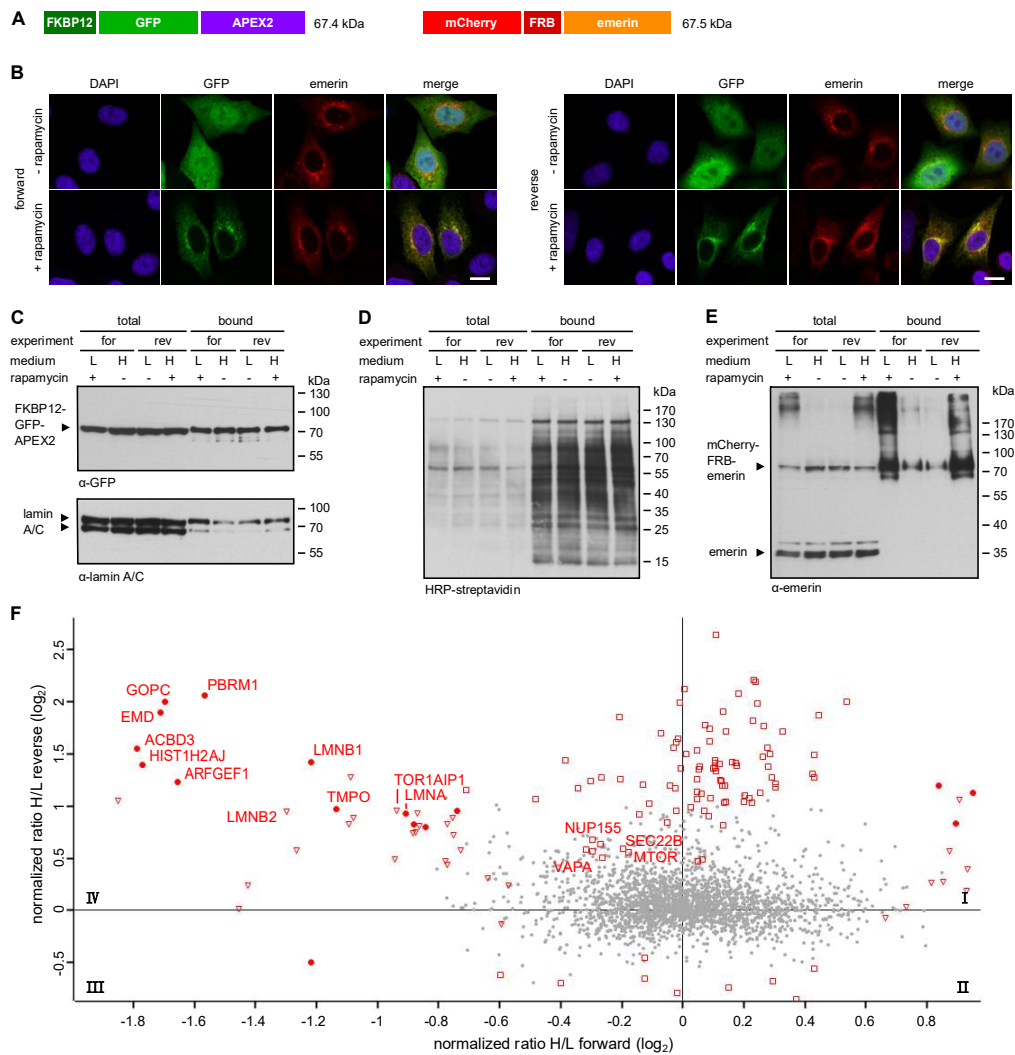 A
FKBP12 GFP APEX2 67.4 kDa
mCherry FRB emerin 67.5 kDa
B
DAPI GFP emerin merge
forward
- rapamycin
+ rapamycin
DAPI GFP emerin merge
reverse
- rapamycin
+ rapamycin
C
total bound
experiment for rev for rev
medium L H L H L H L H
rapamycin + - - + + - - +
kDa
FKBP12-
GFP-
APEX2
130
100
70
55
α-GFP
lamin
A/C
100
70
55
α-lamin A/C
D
total bound
experiment for rev for rev
medium L H L H L H L H
rapamycin + - - + + - - +
kDa
170
130
100
70
55
40
35
25
15
HRP-streptavidin
E
total bound
experiment for rev for rev
medium L H L H L H L H
rapamycin + - - + + - - +
kDa
mCherry-
FRB-
emerin
emerin
170
130
100
70
55
40
35
α-emerin
F
normalized ratio H/L reverse (log2)
2.5
2
1.5
1
0.5
0
-0.5
GOPC
PBRM1
EMD
ACBD3
HIST1H2AJ
ARFGEF1
LMNB1
TOR1AIP1
TMPO
LMNA
LMNB2
NUP155
SEC22B
VAPA
MTOR
IV
I
III
II
-1.8 -1.6 -1.4 -1.2 -1 -0.8 -0.6 -0.4 -0.2 0 0.2 0.4 0.6 0.8
normalized ratio H/L forward (log2)